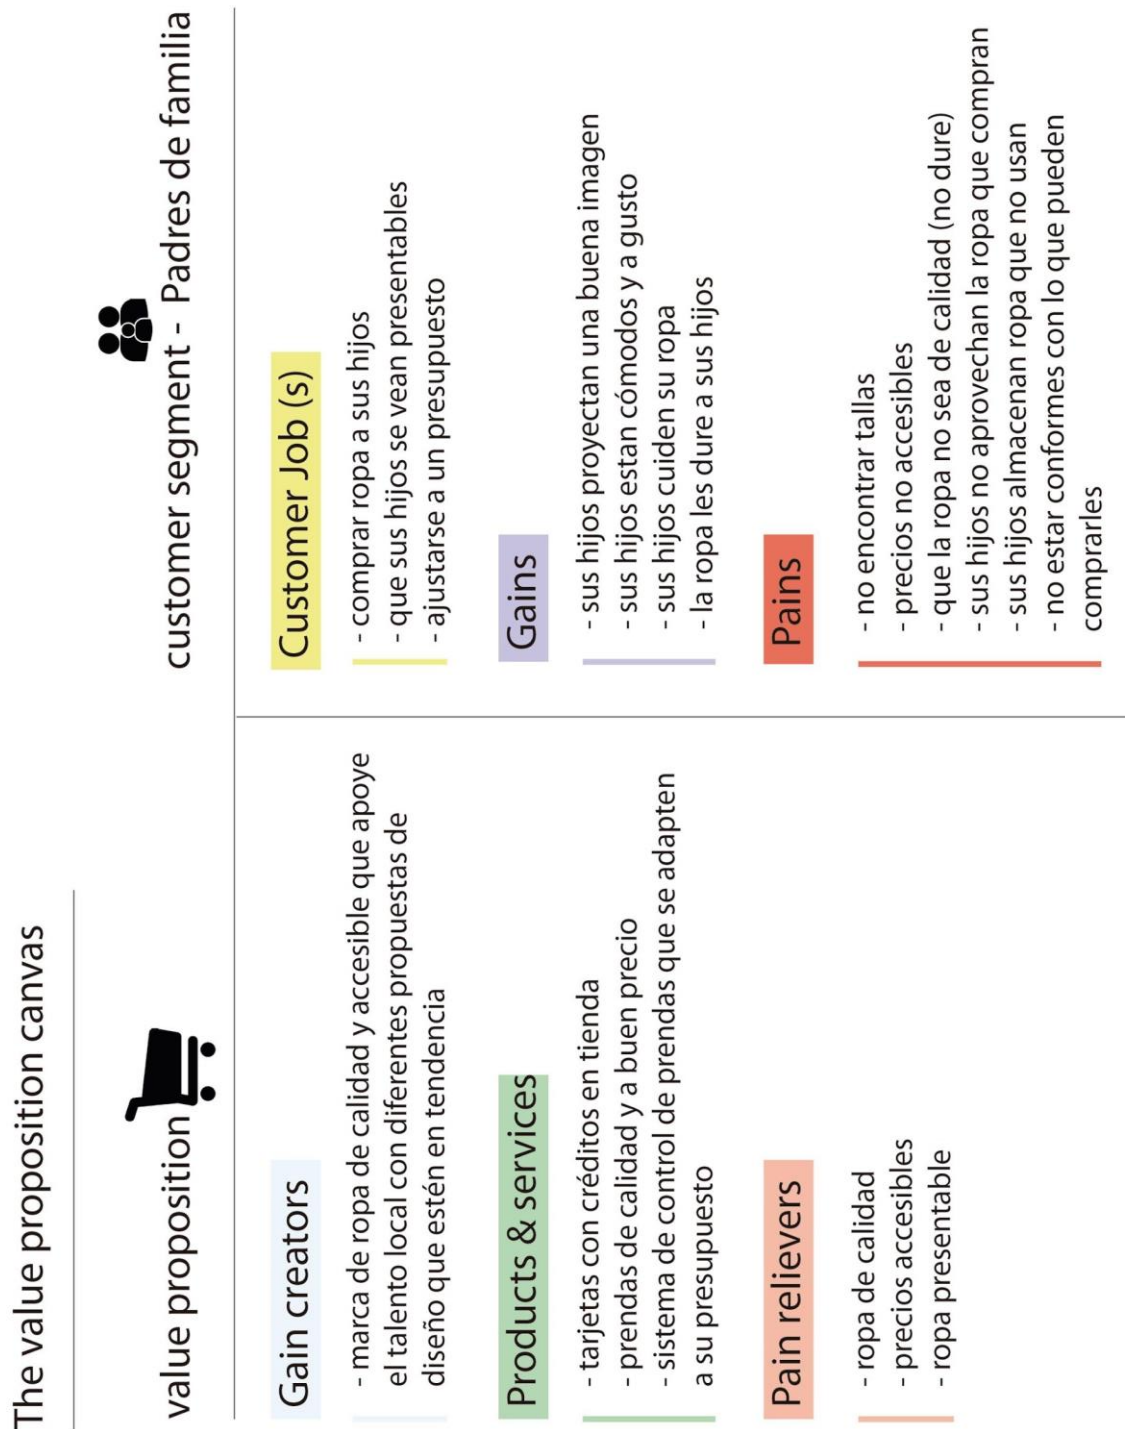 The value proposition canvas
value proposition
Gain creators
- marca de ropa de calidad y accesible que apoye
el talento local con diferentes propuestas de
diseño que estén en tendencia
Products & services
- tarjetas con créditos en tienda
- prendas de calidad y a buen precio
- sistema de control de prendas que se adapten
a su presupuesto
Pain relievers
- ropa de calidad
- precios accesibles
- ropa presentable
customer segment - Padres de familia
Customer Job (s)
- comprar ropa a sus hijos
- que sus hijos se vean presentables
- ajustarse a un presupuesto
Gains
- sus hijos proyectan una buena imagen
- sus hijos estan cómodos y a gusto
- sus hijos cuiden su ropa
- la ropa les dure a sus hijos
Pains
- no encontrar tallas
- precios no accesibles
- que la ropa no sea de calidad (no dure)
- sus hijos no aprovechan la ropa que compran
- sus hijos almacenan ropa que no usan
- no estar conformes con lo que pueden
comprarles